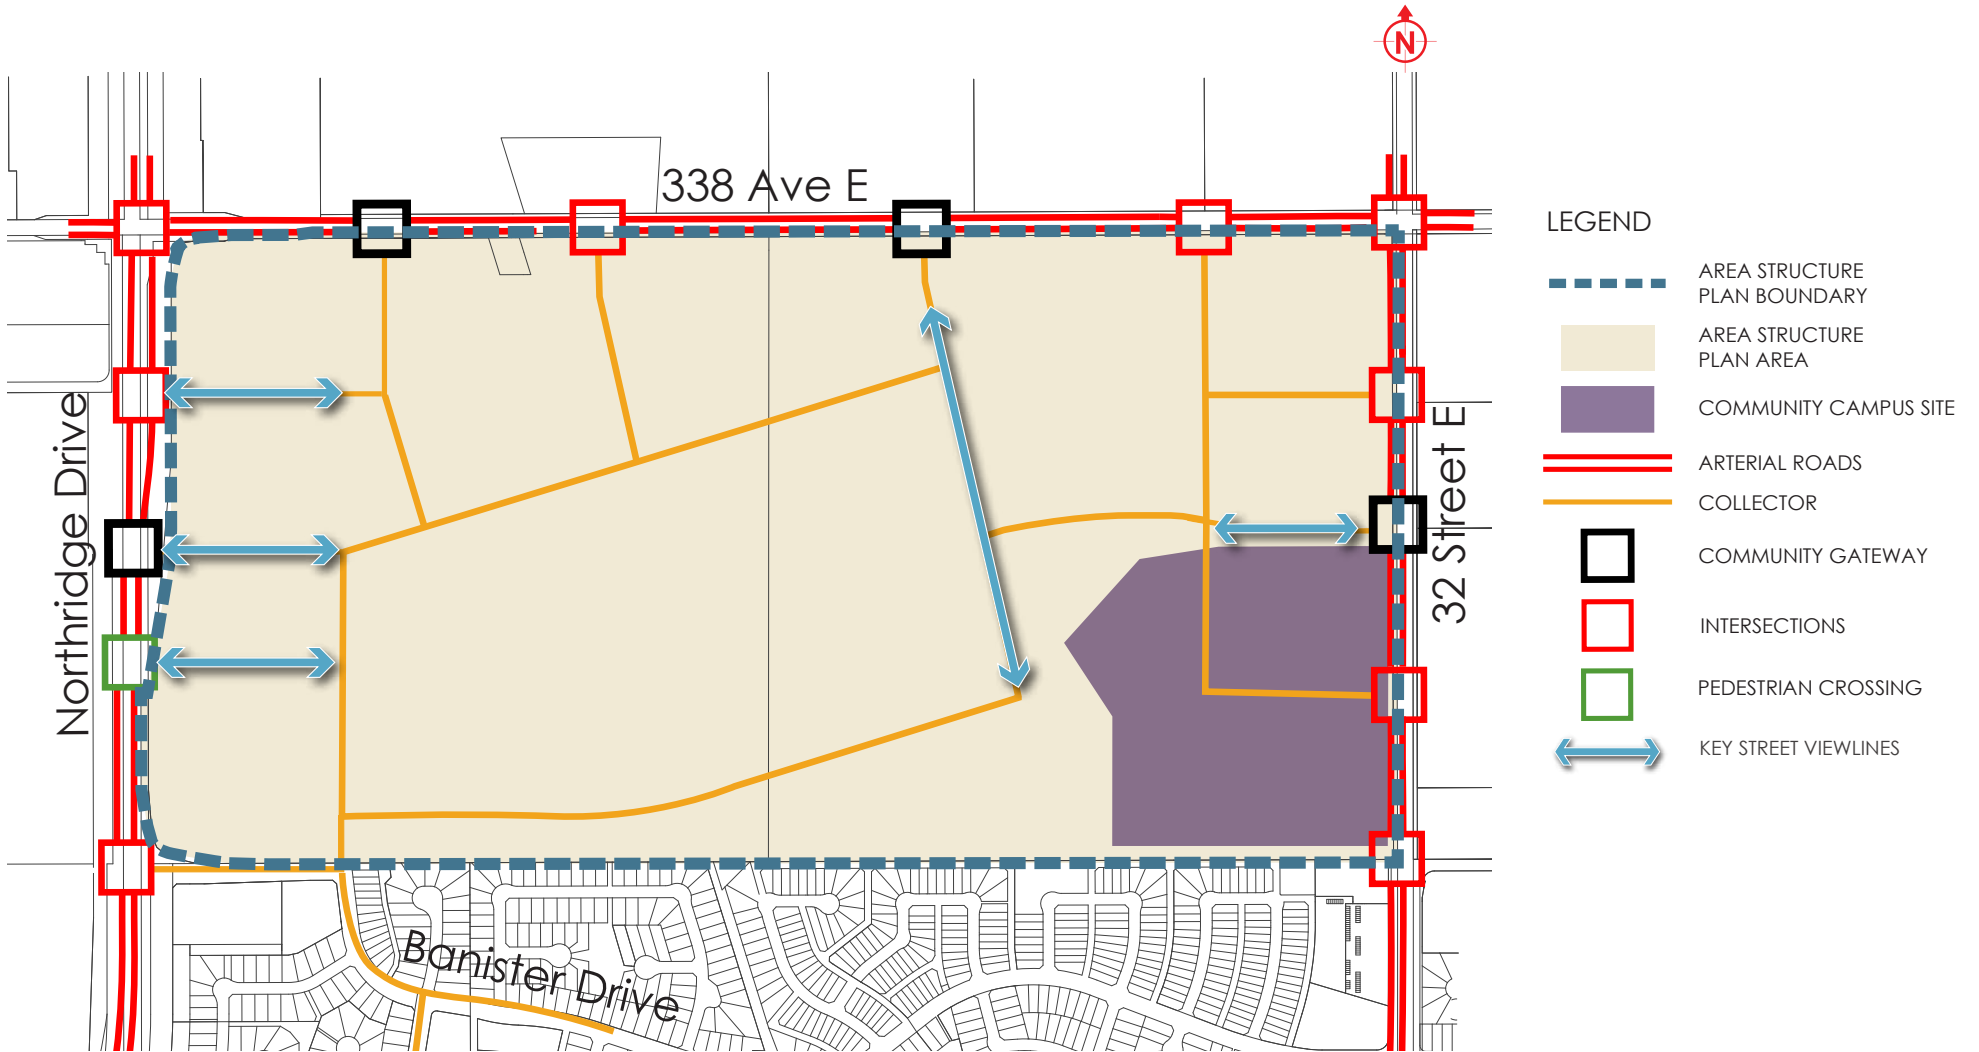 N
338 Ave E
Northridge Drive
32 Street E
Banister Drive
LEGEND
AREA STRUCTURE
PLAN BOUNDARY
AREA STRUCTURE
PLAN AREA
COMMUNITY CAMPUS SITE
ARTERIAL ROADS
COLLECTOR
COMMUNITY GATEWAY
INTERSECTIONS
PEDESTRIAN CROSSING
KEY STREET VIEWLINES